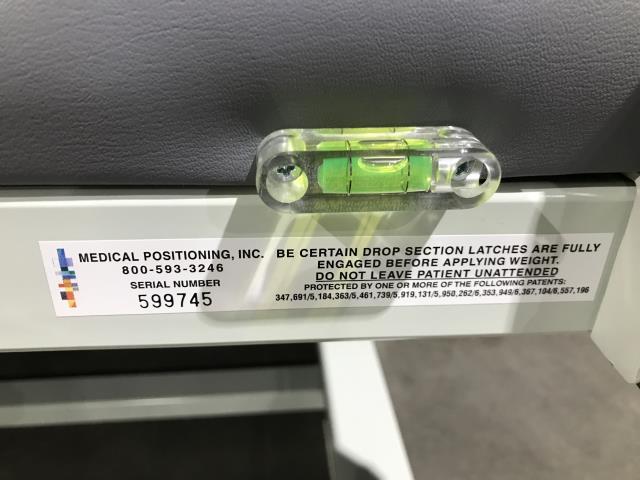 MEDICAL POSITIONING, INC.
800-593-3246
SERIAL NUMBER
599745
BE CERTAIN DROP SECTION LATCHES ARE FULLY
ENGAGED BEFORE APPLYING WEIGHT.
DO NOT LEAVE PATIENT UNATTENDED
PROTECTED BY ONE OR MORE OF THE FOLLOWING PATENTS:
347,691/5,184,363/5,461,739/5,919,131/5,950,262/6,353,949/6,367,104/6,557,196